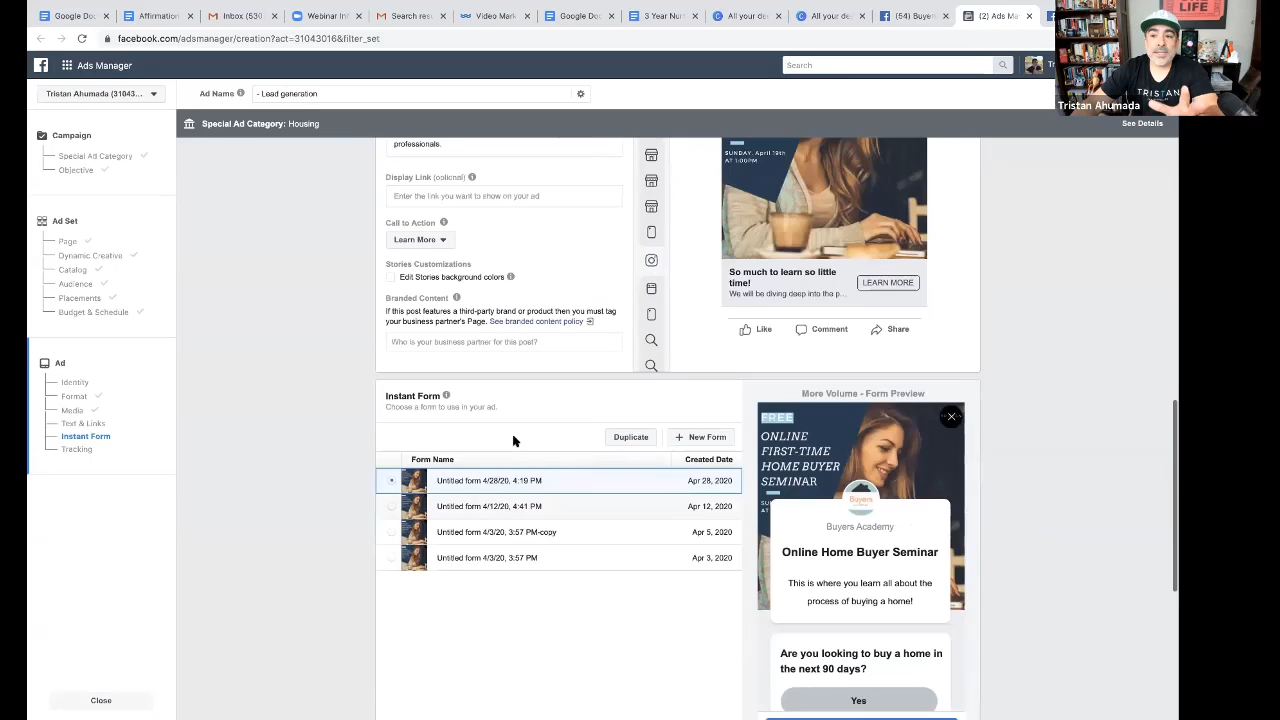 Google Doc
Affirmation
Inbox (530
Webinar Inf
Search resu
Video Mar
Google Doc
3 Year Nur
All your de
All your de
(54) Buyer
(2) Ads Ma
facebook.com/adsmanager/creation?act=31043016&filter_set
Ads Manager
Search
Tr
ONE
LIFE
TRISTAN
Tristan Ahumada
Tristan Ahumada (31043...
Ad Name
- Lead generation
Special Ad Category: Housing
See Details
Campaign
Special Ad Category
Objective
Ad Set
Page
Dynamic Creative
Catalog
Audience
Placements
Budget & Schedule
Ad
Identity
Format
Media
Text & Links
Instant Form
Tracking
Close
professionals.
Display Link (optional)
Enter the link you want to show on your ad
Call to Action
Learn More
Stories Customizations
Edit Stories background colors
Branded Content
If this post features a third-party brand or product then you must tag
your business partner's Page. See branded content policy
Who is your business partner for this post?
SUNDAY, April 19th
AT 1:00PM
So much to learn so little
time!
We will be diving deep into the p...
LEARN MORE
Like
Comment
Share
Instant Form
Choose a form to use in your ad.
Duplicate
New Form
Form Name
Created Date
Untitled form 4/28/20, 4:19 PM
Apr 28, 2020
Untitled form 4/12/20, 4:41 PM
Apr 12, 2020
Untitled form 4/3/20, 3:57 PM-copy
Apr 5, 2020
Untitled form 4/3/20, 3:57 PM
Apr 3, 2020
More Volume - Form Preview
FREE
ONLINE
FIRST-TIME
HOME BUYER
SEMINAR
Buyers
Buyers Academy
Online Home Buyer Seminar
This is where you learn all about the
process of buying a home!
Are you looking to buy a home in
the next 90 days?
Yes